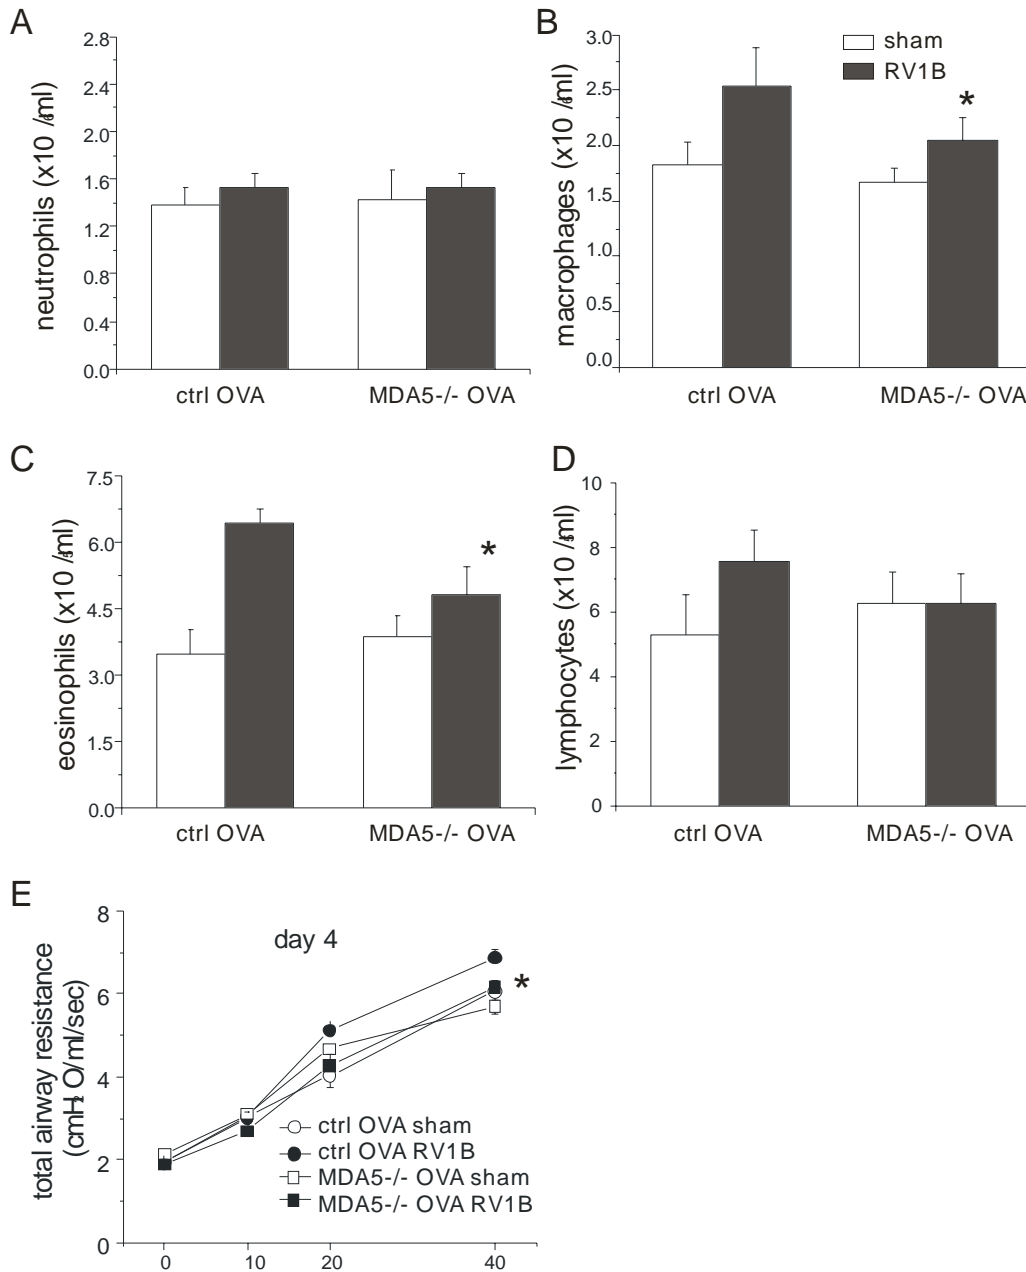 A
2.8
2.4
2.0
1.6
1.2
0.8
0.4
0.0
neutrophils (x10 /ml)
ctrl OVA
MDA5-/- OVA
B
3.0
2.5
2.0
1.5
1.0
0.5
0.0
macrophages (x10 /ml)
sham
RV1B
*
ctrl OVA
MDA5-/- OVA
C
7.5
6.0
4.5
3.0
1.5
0.0
eosinophils (x10 /ml)
*
ctrl OVA
MDA5-/- OVA
D
10
8
6
4
2
0
lymphocytes (x10 /ml)
ctrl OVA
MDA5-/- OVA
E
8
6
4
2
0
total airway resistance
(cmH₂O/ml/sec)
day 4
*
ctrl OVA sham
ctrl OVA RV1B
MDA5-/- OVA sham
MDA5-/- OVA RV1B
0
10
20
40